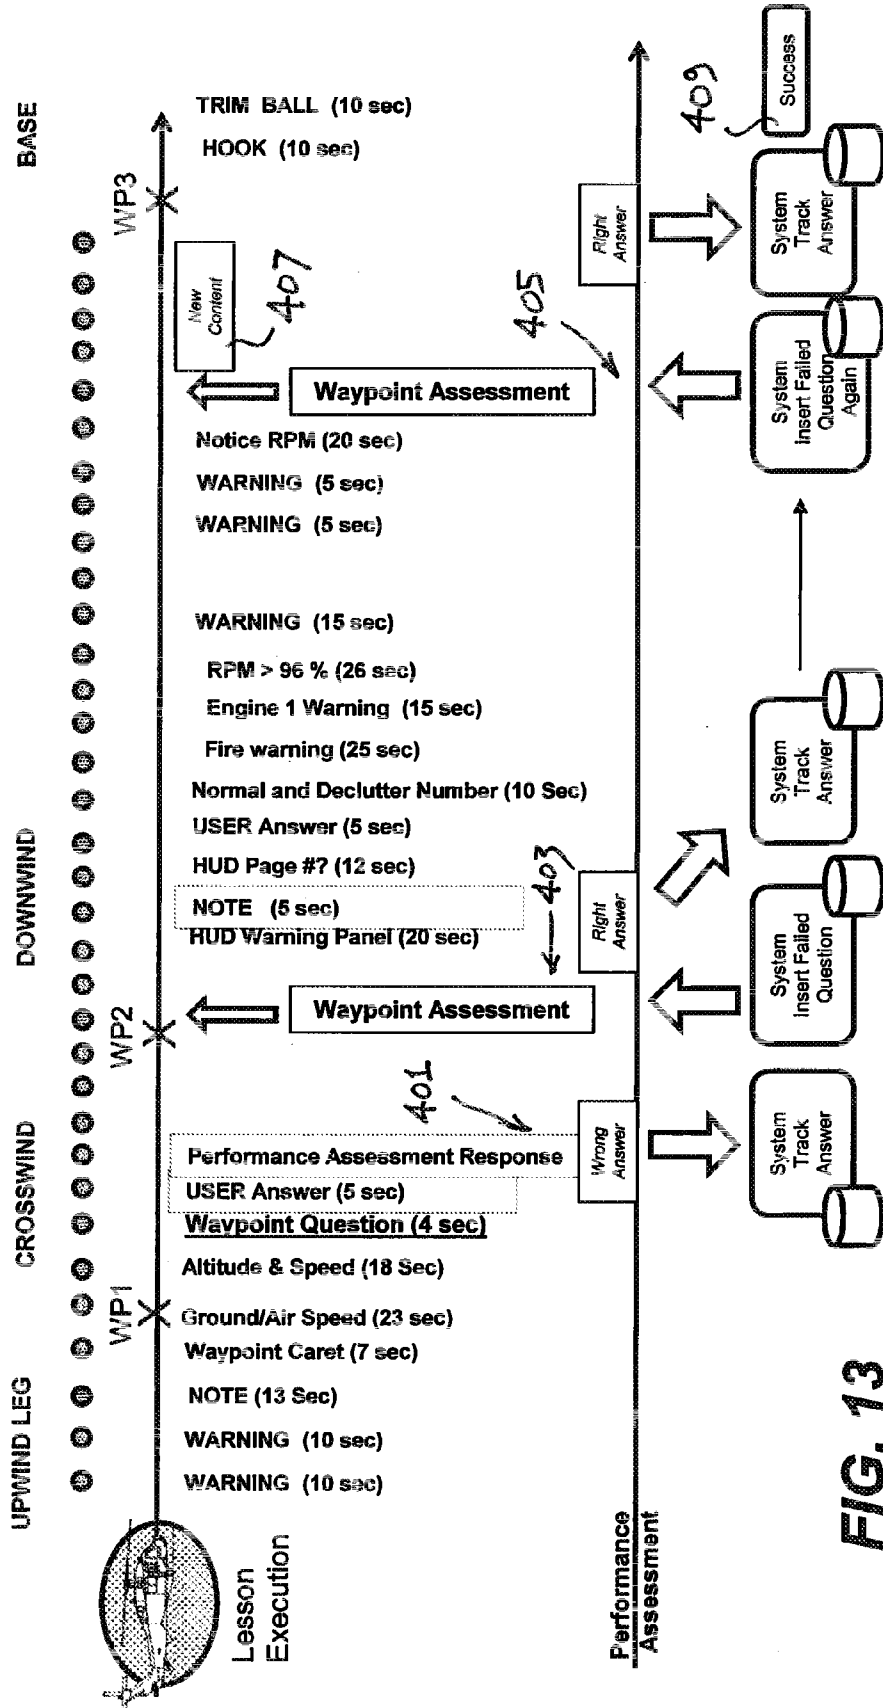 UPWIND LEG
CROSSWIND
DOWNWIND
BASE
WP1
WP2
WP3
Lesson
Execution
WARNING (10 sec)
WARNING (10 sec)
NOTE (13 Sec)
Waypoint Caret (7 sec)
Ground/Air Speed (23 sec)
Altitude & Speed (18 Sec)
Waypoint Question (4 sec)
USER Answer (5 sec)
Performance Assessment Response
401
Waypoint Assessment
403
HUD Warning Panel (20 sec)
NOTE (5 sec)
HUD Page #? (12 sec)
USER Answer (5 sec)
Normal and Declutter Number (10 Sec)
Fire warning (25 sec)
Engine 1 Warning (15 sec)
RPM > 96 % (26 sec)
WARNING (15 sec)
WARNING (5 sec)
WARNING (5 sec)
Notice RPM (20 sec)
Waypoint Assessment
405
New
Content
407
HOOK (10 sec)
TRIM BALL (10 sec)
Performance
Assessment
Wrong
Answer
Right
Answer
Right
Answer
System
Track
Answer
System
Insert Failed
Question
System
Track
Answer
System
Insert Failed
Question
Again
System
Track
Answer
409
Success
FIG. 13